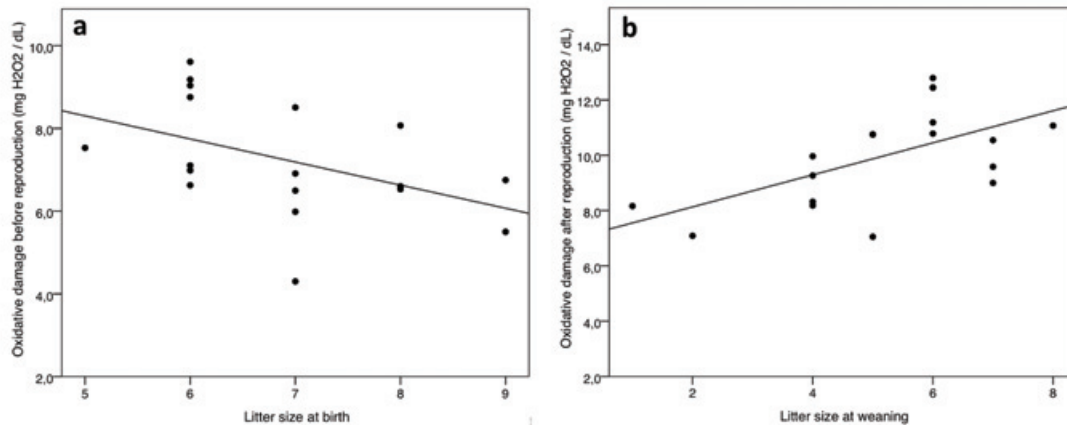 a
Oxidative damage before reproduction (mg H2O2 / dL)
10,0
8,0
6,0
4,0
2,0
5 6 7 8 9
Litter size at birth
b
Oxidative damage after reproduction (mg H2O2 / dL)
14,0
12,0
10,0
8,0
6,0
4,0
2,0
2 4 6 8
Litter size at weaning